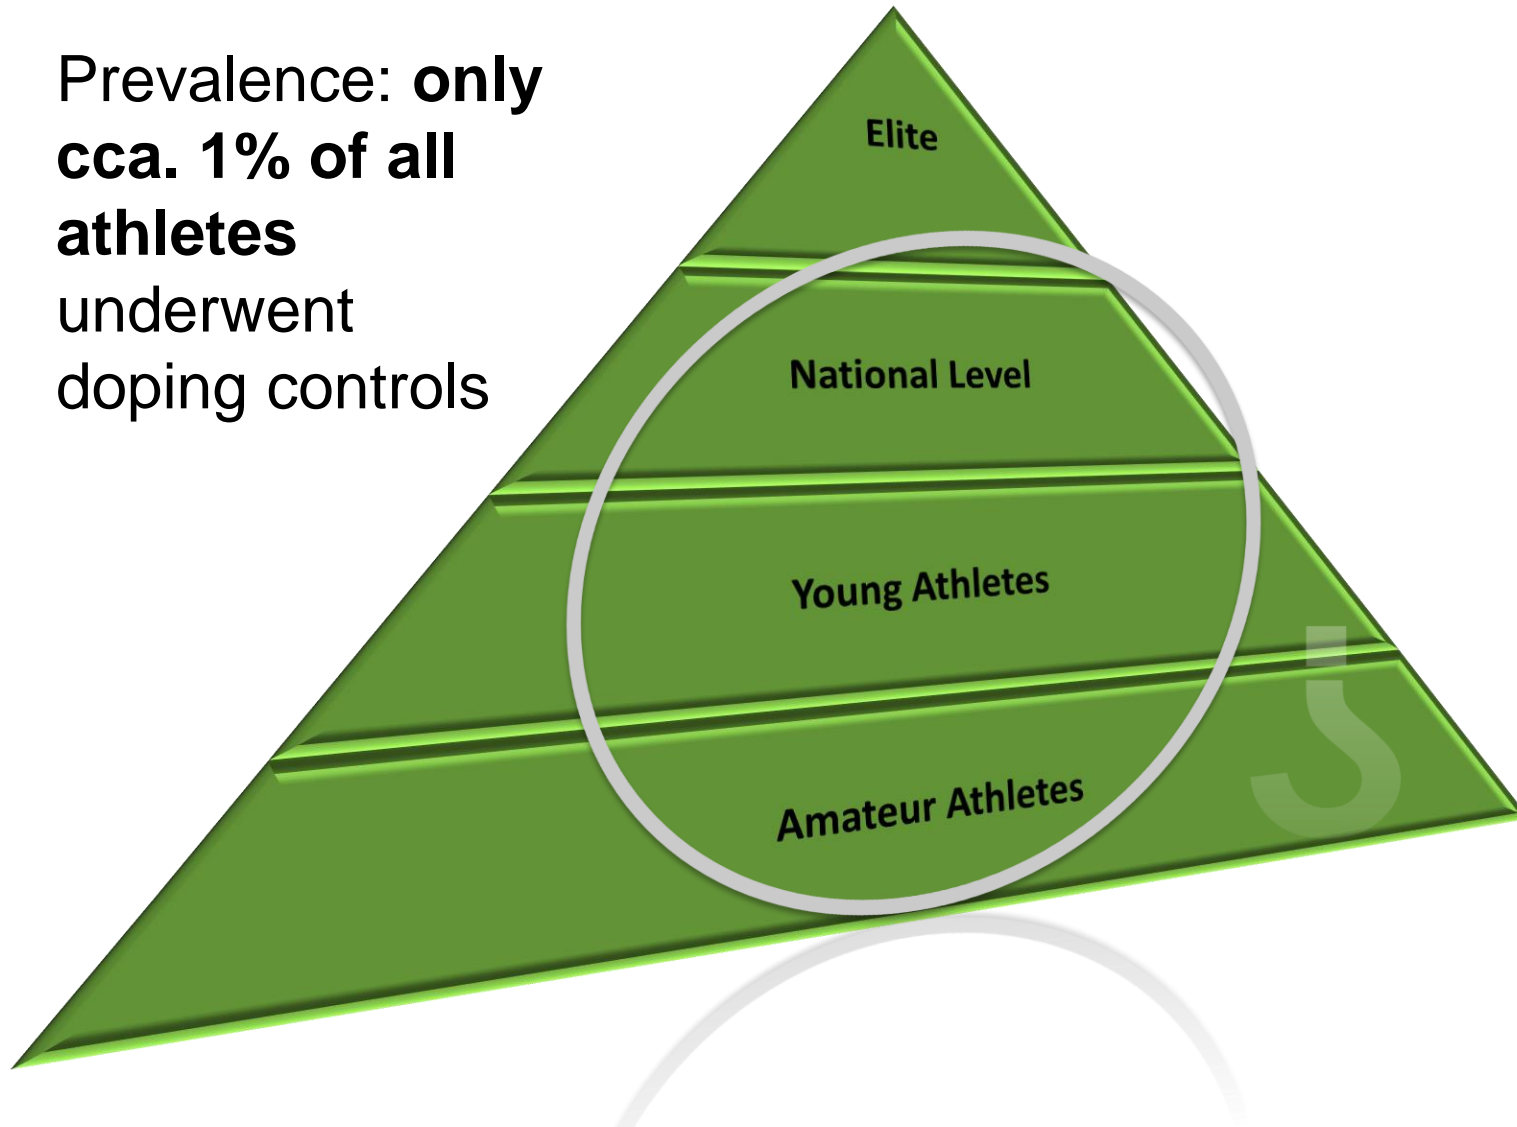 Prevalence: only
cca. 1% of all
athletes
underwent
doping controls
Elite
National Level
Young Athletes
Amateur Athletes
?